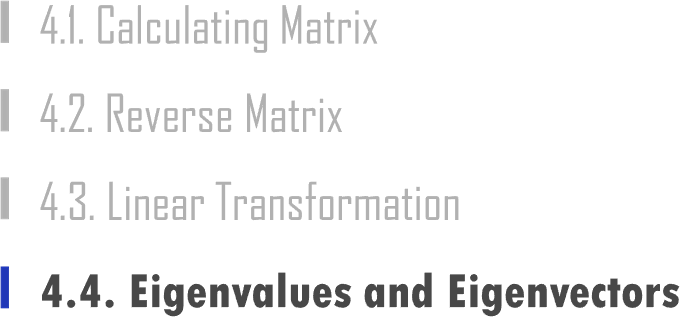 4.1. Calculating Matrix
4.2. Reverse Matrix
4.3. Linear Transformation
4.4. Eigenvalues and Eigenvectors